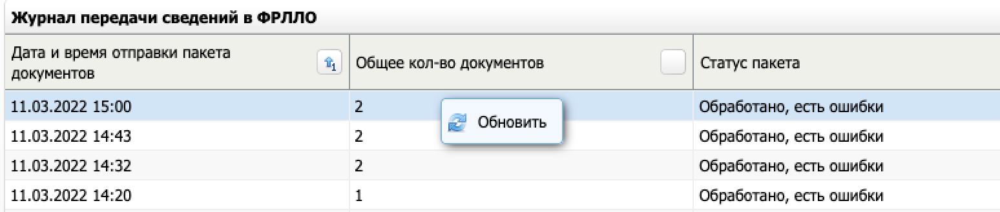 Журнал передачи сведений в ФРЛЛО
Дата и время отправки пакета
документов
1
Общее кол-во документов
Статус пакета
11.03.2022 15:00 2 Обработано, есть ошибки
Обновить
11.03.2022 14:43 2 Обработано, есть ошибки
11.03.2022 14:32 2 Обработано, есть ошибки
11.03.2022 14:20 1 Обработано, есть ошибки